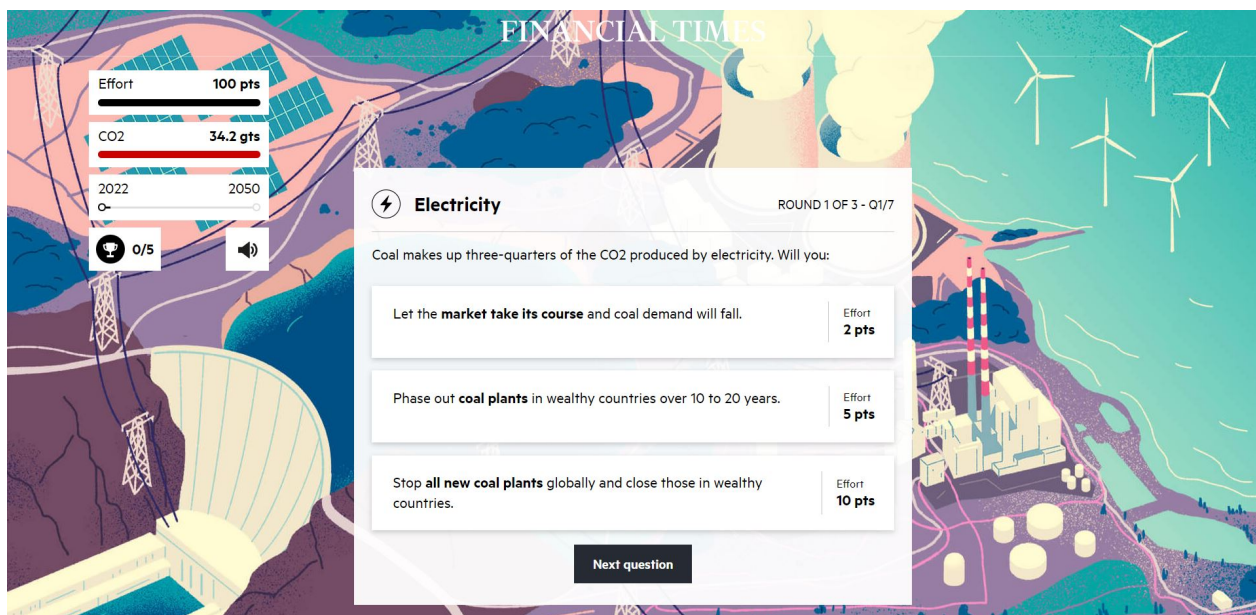 FINANCIAL TIMES
Effort 100 pts
CO2 34.2 gts
2022 2050
0/5
Electricity
ROUND 1 OF 3 - Q1/7
Coal makes up three-quarters of the CO2 produced by electricity. Will you:
Let the market take its course and coal demand will fall.
Effort
2 pts
Phase out coal plants in wealthy countries over 10 to 20 years.
Effort
5 pts
Stop all new coal plants globally and close those in wealthy
countries.
Effort
10 pts
Next question